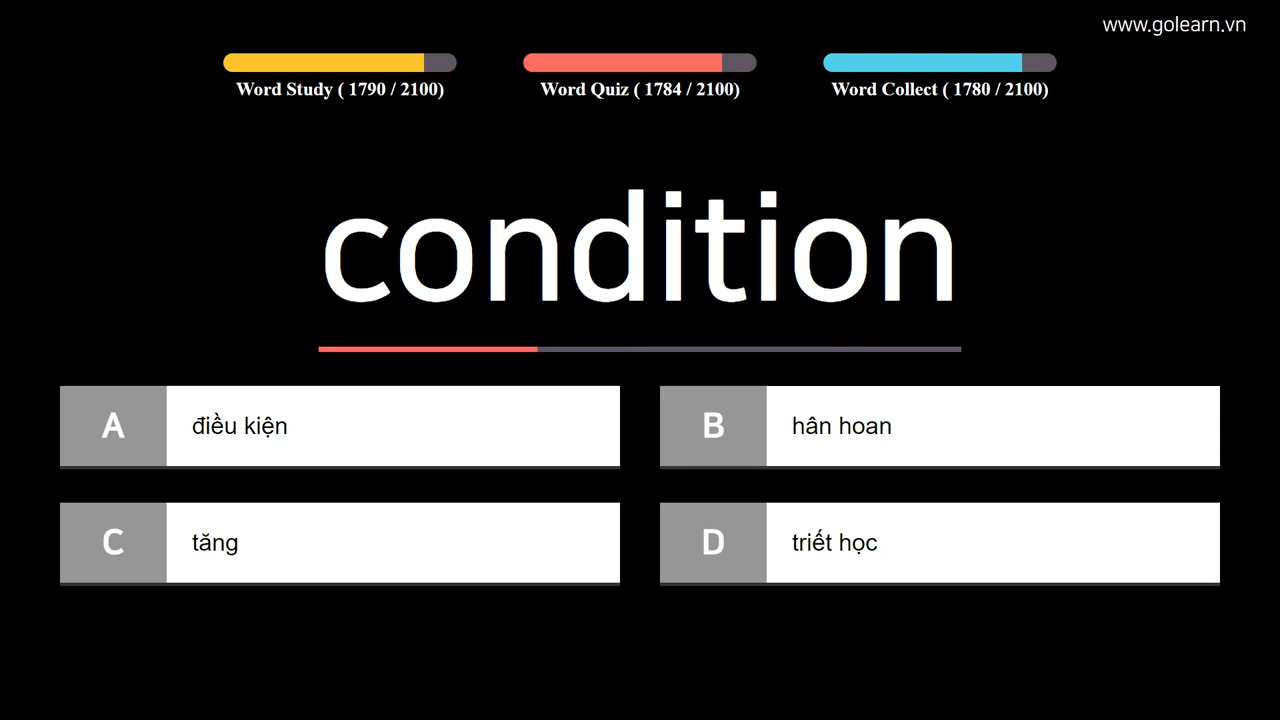 www.golearn.vn
Word Study ( 1790 / 2100)
Word Quiz ( 1784 / 2100)
Word Collect ( 1780 / 2100)
condition
A điều kiện
B hân hoan
C tăng
D triết học